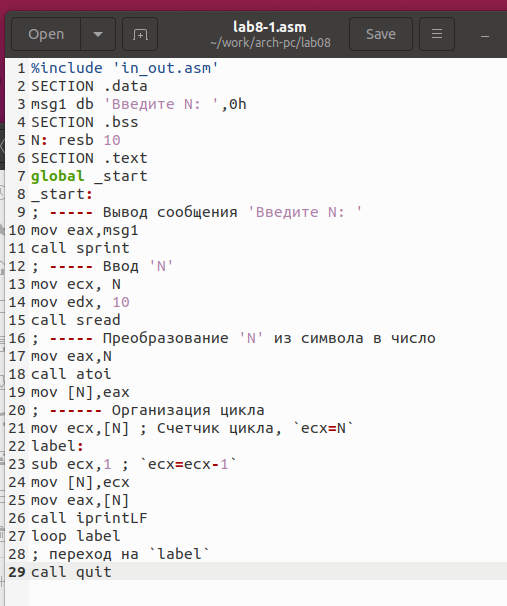 Open
lab8-1.asm
~/work/arch-pc/lab08
Save
1 %include 'in_out.asm'
2 SECTION .data
3 msg1 db 'Введите N: ',0h
4 SECTION .bss
5 N: resb 10
6 SECTION .text
7 global _start
8 _start:
9 ; ----- Вывод сообщения 'Введите N: '
10 mov eax,msg1
11 call sprint
12 ; ----- Ввод 'N'
13 mov ecx, N
14 mov edx, 10
15 call sread
16 ; ----- Преобразование 'N' из символа в число
17 mov eax,N
18 call atoi
19 mov [N],eax
20 ; ------ Организация цикла
21 mov ecx,[N] ; Счетчик цикла, `ecx=N`
22 label:
23 sub ecx,1 ; `ecx=ecx-1`
24 mov [N],ecx
25 mov eax,[N]
26 call iprintLF
27 loop label
28 ; переход на `label`
29 call quit